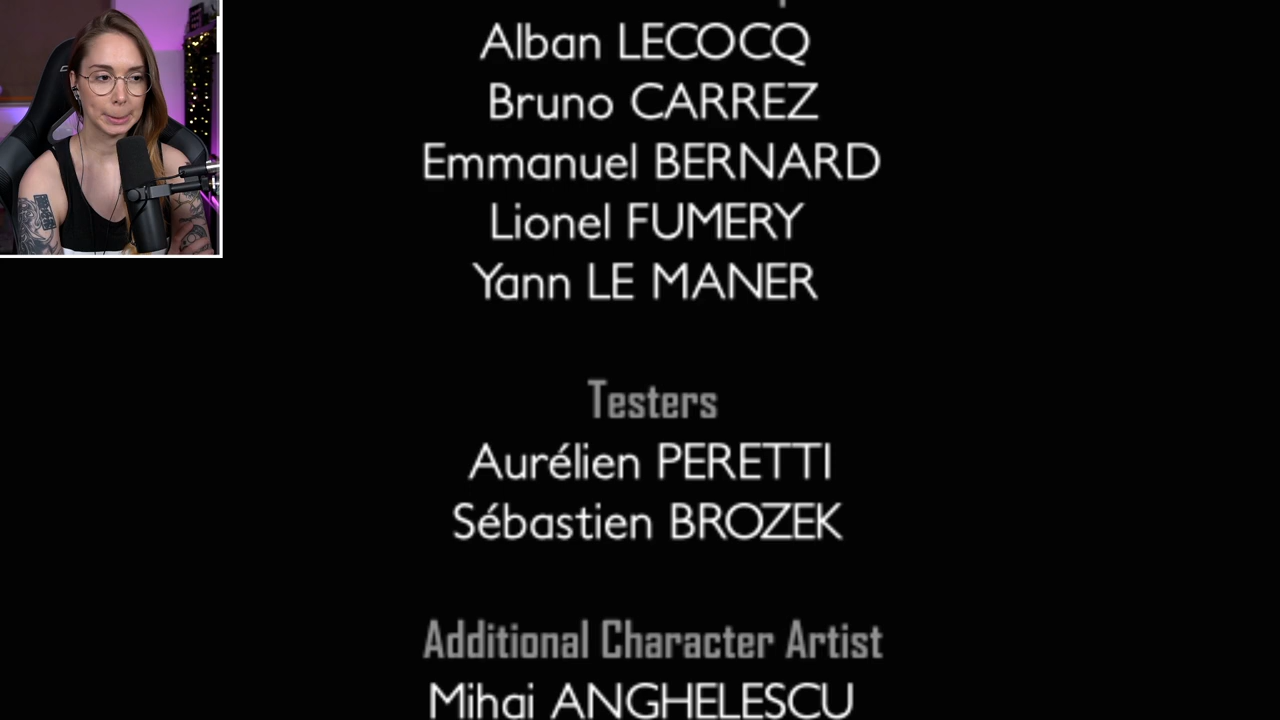 Alban LECOCQ
Bruno CARREZ
Emmanuel BERNARD
Lionel FUMERY
Yann LE MANER
Testers
Aurélien PERETTI
Sébastien BROZEK
Additional Character Artist
Mihai ANGHELESCU